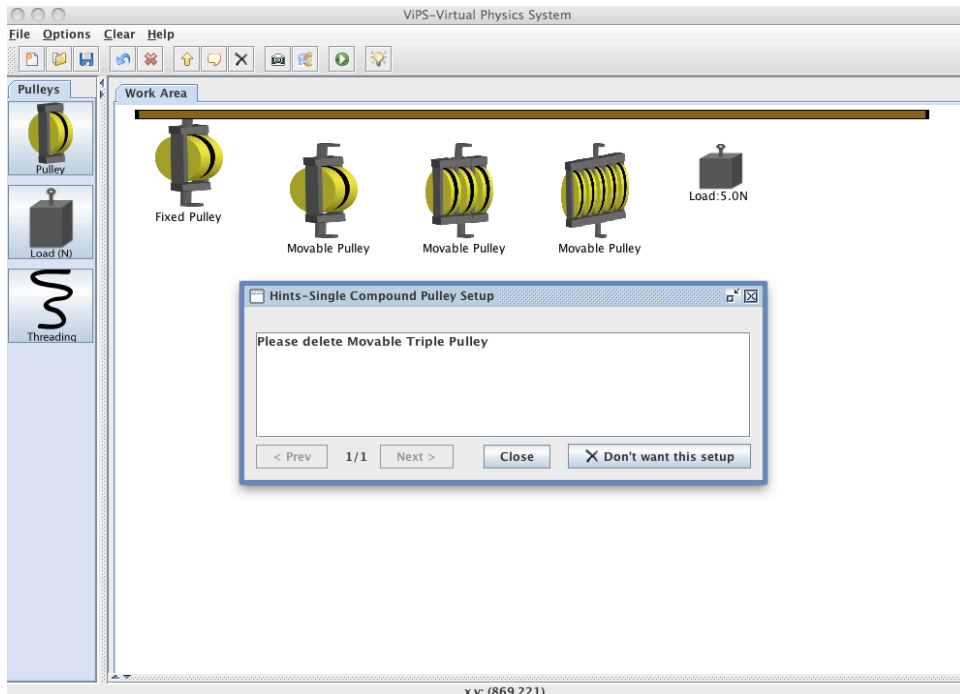 ViPS-Virtual Physics System
File Options Clear Help
Pulleys
Work Area
Pulley
Load (N)
Threading
Fixed Pulley
Movable Pulley
Movable Pulley
Movable Pulley
Load:5.0N
Hints-Single Compound Pulley Setup
Please delete Movable Triple Pulley
< Prev 1/1 Next > Close Don't want this setup
x,y: (869,221)